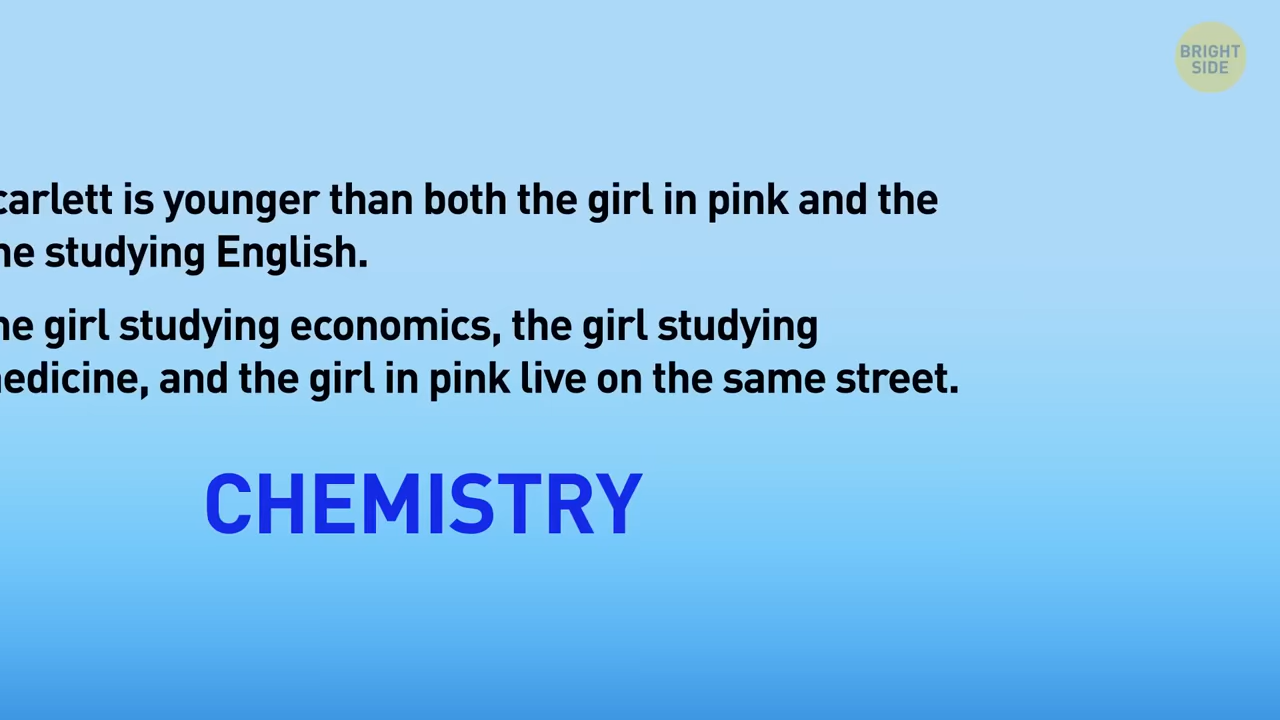 BRIGHT
SIDE
carlett is younger than both the girl in pink and the
ne studying English.
he girl studying economics, the girl studying
edicine, and the girl in pink live on the same street.
CHEMISTRY